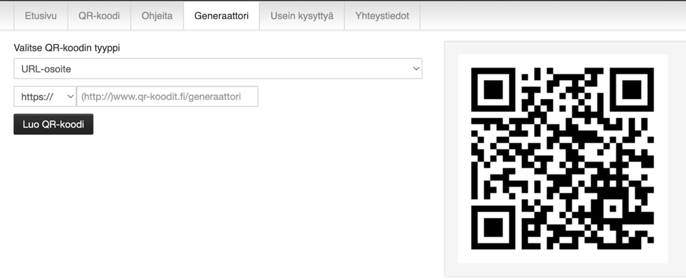 Etusivu QR-koodi Ohjeita Generaattori Usein kysyttyä Yhteystiedot
Valitse QR-koodin tyyppi
URL-osoite
https:// (http://)www.qr-koodit.fi/generaattori
Luo QR-koodi